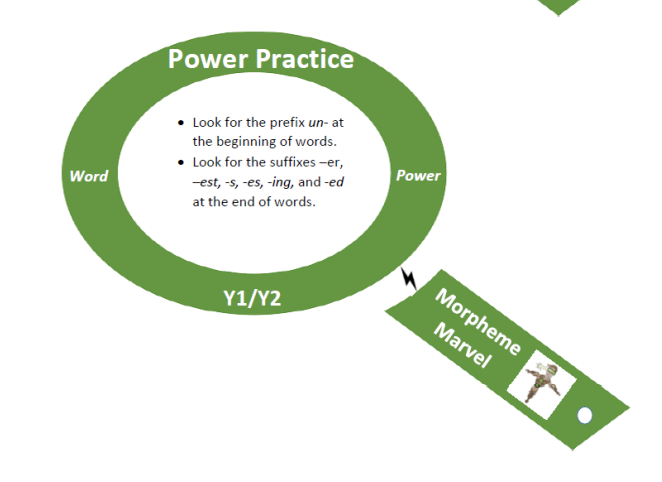 Power Practice
• Look for the prefix un- at
the beginning of words.
• Look for the suffixes –er,
–est, -s, -es, -ing, and -ed
at the end of words.
Word
Power
Y1/Y2
Morpheme
Marvel